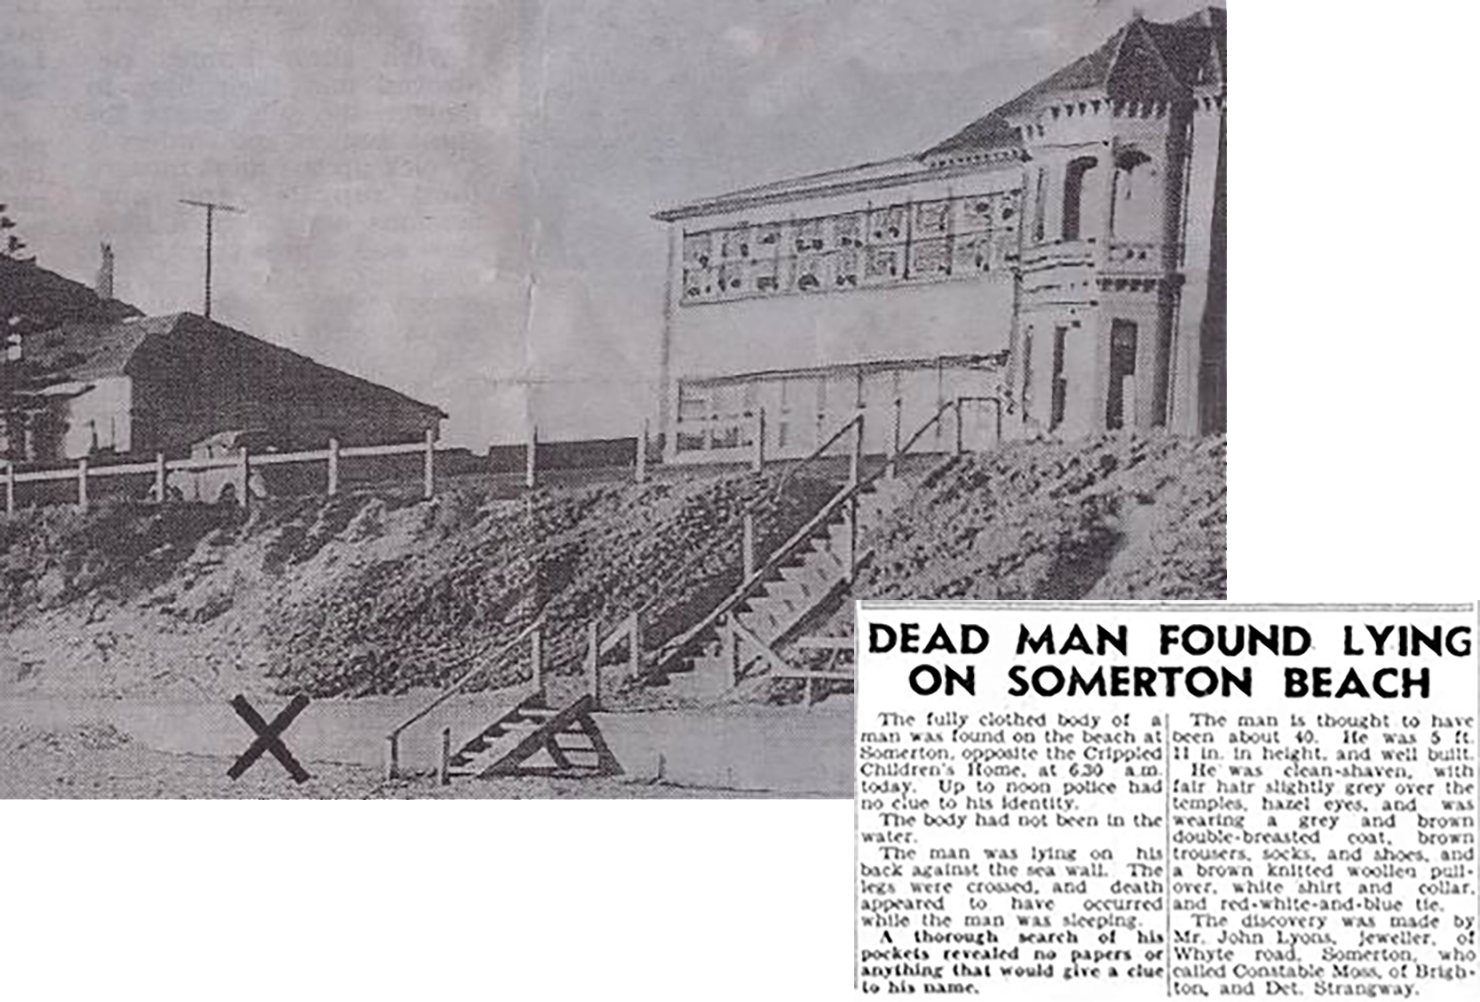 DEAD MAN FOUND LYING
ON SOMERTON BEACH
The fully clothed body of a
man was found on the beach at
Somerton, opposite the Crippled
Children's Home, at 6.30 a.m.
today. Up to noon police had
no clue to his identity.
The body had not been in the
water.
The man was lying on his
back against the sea wall. The
legs were crossed, and death
appeared to have occurred
while the man was sleeping.
A thorough search of his
pockets revealed no papers or
anything that would give a clue
to his name.
The man is thought to have
been about 40. He was 5 ft.
11 in. in height, and well built.
He was clean-shaven, with
fair hair slightly grey over the
temples, hazel eyes, and was
wearing a grey and brown
double-breasted coat, brown
trousers, socks, and shoes, and
a brown knitted woollen pull-
over, white shirt and collar,
and red-white-and-blue tie.
The discovery was made by
Mr. John Lyons, jeweller, of
Whyte road, Somerton, who
called Constable Moss, of Brigh-
ton, and Det. Strangway.